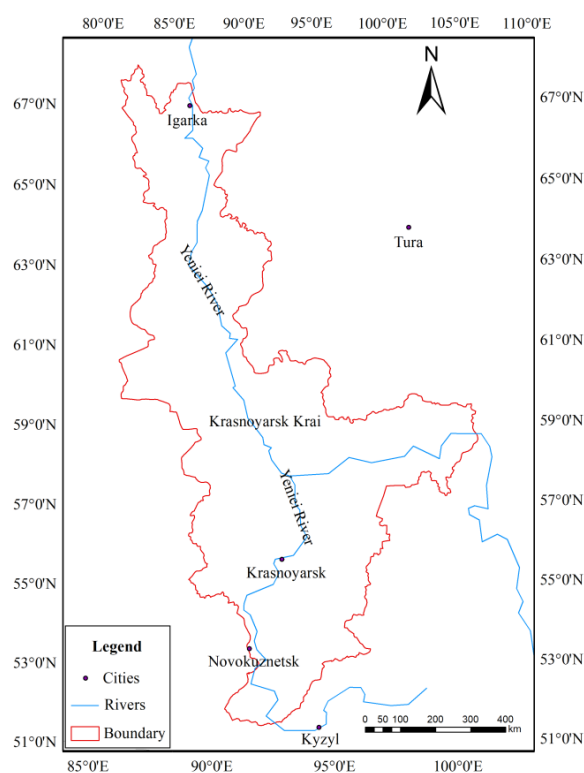 80°0'E 85°0'E 90°0'E 95°0'E 100°0'E 105°0'E 110°0'E
N
67°0'N 67°0'N
Igarka
65°0'N 65°0'N
Tura
63°0'N 63°0'N
Yeniei River
61°0'N 61°0'N
59°0'N Krasnoyarsk Krai 59°0'N
57°0'N Yeniei River 57°0'N
55°0'N Krasnoyarsk 55°0'N
Legend
53°0'N Novokuznetsk 53°0'N
Cities
Rivers
Boundary
0 50 100 200 300 400
km
51°0'N Kyzyl 51°0'N
85°0'E 90°0'E 95°0'E 100°0'E